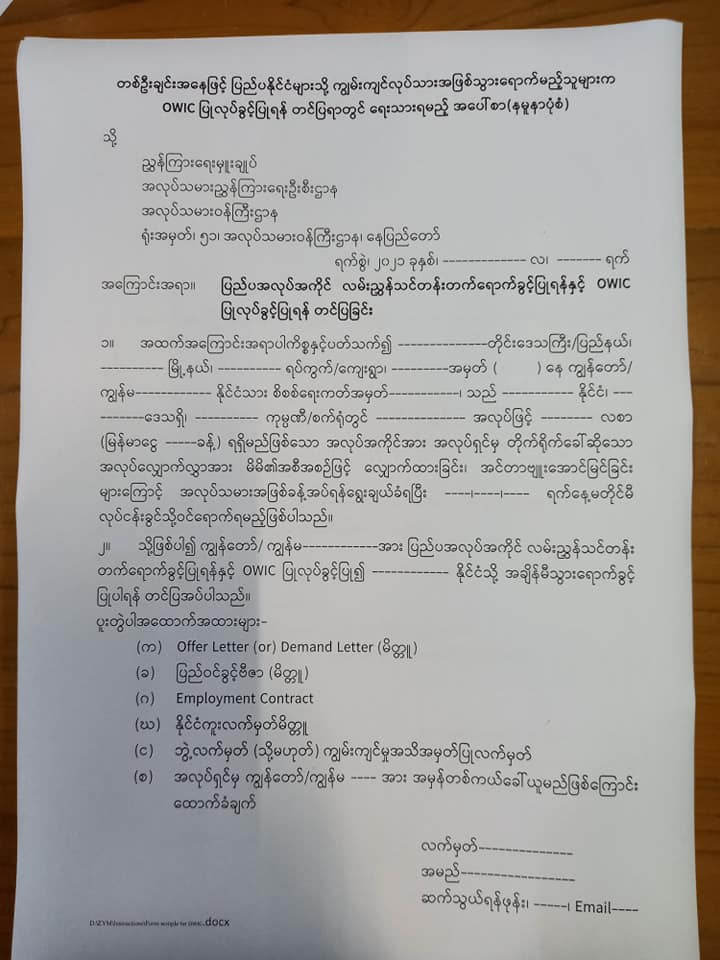 တစ်ဦးချင်းအနေဖြင့် ပြည်ပနိုင်ငံများသို့ ကျွမ်းကျင်လုပ်သားအဖြစ်သွားရောက်မည့်သူများက
OWIC ပြုလုပ်ခွင့်ပြုရန် တင်ပြရာတွင် ရေးသားရမည့် အပေါ်စာ(နမူနာပုံစံ)
သို့
ညွှန်ကြားရေးမှူးချုပ်
အလုပ်သမားညွှန်ကြားရေးဦးစီးဌာန
အလုပ်သမားဝန်ကြီးဌာန
ရုံးအမှတ်၊ ၅၁၊ အလုပ်သမားဝန်ကြီးဌာန၊ နေပြည်တော်
ရက်စွဲ၊ ၂၀၂၁ ခုနှစ်၊ -------------- လ၊ ------- ရက်
အကြောင်းအရာ။ ပြည်ပအလုပ်အကိုင် လမ်းညွှန်သင်တန်းတက်ရောက်ခွင့်ပြုရန်နှင့် OWIC
ပြုလုပ်ခွင့်ပြုရန် တင်ပြခြင်း
၁။ အထက်အကြောင်းအရာပါကိစ္စနှင့်ပတ်သက်၍ --------------တိုင်းဒေသကြီး/ပြည်နယ်၊
---------- မြို့နယ်၊ ---------- ရပ်ကွက်/ကျေးရွာ၊ ---------အမှတ် ( ) နေ ကျွန်တော်/
ကျွန်မ------------ နိုင်ငံသား စိစစ်ရေးကတ်အမှတ်-----------၊ သည် ----------- နိုင်ငံ၊ ---
--------ဒေသရှိ၊ ---------- ကုမ္ပဏီ/စက်ရုံတွင် -------------- အလုပ်ဖြင့် -------- လစာ
(မြန်မာငွေ -----ခန့်) ရရှိမည်ဖြစ်သော အလုပ်အကိုင်အား အလုပ်ရှင်မှ တိုက်ရိုက်ခေါ်ဆိုသော
အလုပ်လျှောက်လွှာအား မိမိ၏အစီအစဉ်ဖြင့် လျှောက်ထားခြင်း၊ အင်တာဗျူးအောင်မြင်ခြင်း
များကြောင့် အလုပ်သမားအဖြစ်ခန့်အပ်ရန်ရွေးချယ်ခံရပြီး ----၊----၊---- ရက်နေ့မတိုင်မီ
လုပ်ငန်းခွင်သို့ဝင်ရောက်ရမည့်ဖြစ်ပါသည်။
၂။ သို့ဖြစ်ပါ၍ ကျွန်တော်/ ကျွန်မ------------အား ပြည်ပအလုပ်အကိုင် လမ်းညွှန်သင်တန်း
တက်ရောက်ခွင့်ပြုရန်နှင့် OWIC ပြုလုပ်ခွင့်ပြု၍ ------------ နိုင်ငံသို့ အချိန်မီသွားရောက်ခွင့်
ပြုပါရန် တင်ပြအပ်ပါသည်။
ပူးတွဲပါအထောက်အထားများ-
(က) Offer Letter (or) Demand Letter (မိတ္တူ)
(ခ) ပြည်ဝင်ခွင့်ဗီဇာ (မိတ္တူ)
(ဂ) Employment Contract
(ဃ) နိုင်ငံကူးလက်မှတ်မိတ္တူ
(င) ဘွဲ့လက်မှတ် (သို့မဟုတ်) ကျွမ်းကျင်မှုအသိအမှတ်ပြုလက်မှတ်
(စ) အလုပ်ရှင်မှ ကျွန်တော်/ကျွန်မ ---- အား အမှန်တစ်ကယ်ခေါ်ယူမည်ဖြစ်ကြောင်း
ထောက်ခံချက်
လက်မှတ်--------------
အမည်-----------------
ဆက်သွယ်ရန်ဖုန်း၊ -----၊ Email----